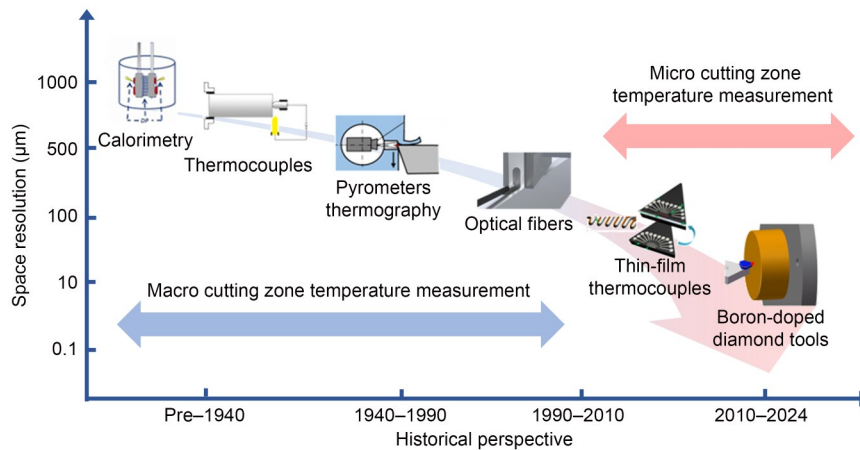 Space resolution (μm)
1000
500
100
10
0.1
Calorimetry
Thermocouples
Pyrometers
thermography
Optical fibers
Thin-film
thermocouples
Boron-doped
diamond tools
Micro cutting zone
temperature measurement
Macro cutting zone temperature measurement
Pre–1940
1940–1990
1990–2010
2010–2024
Historical perspective